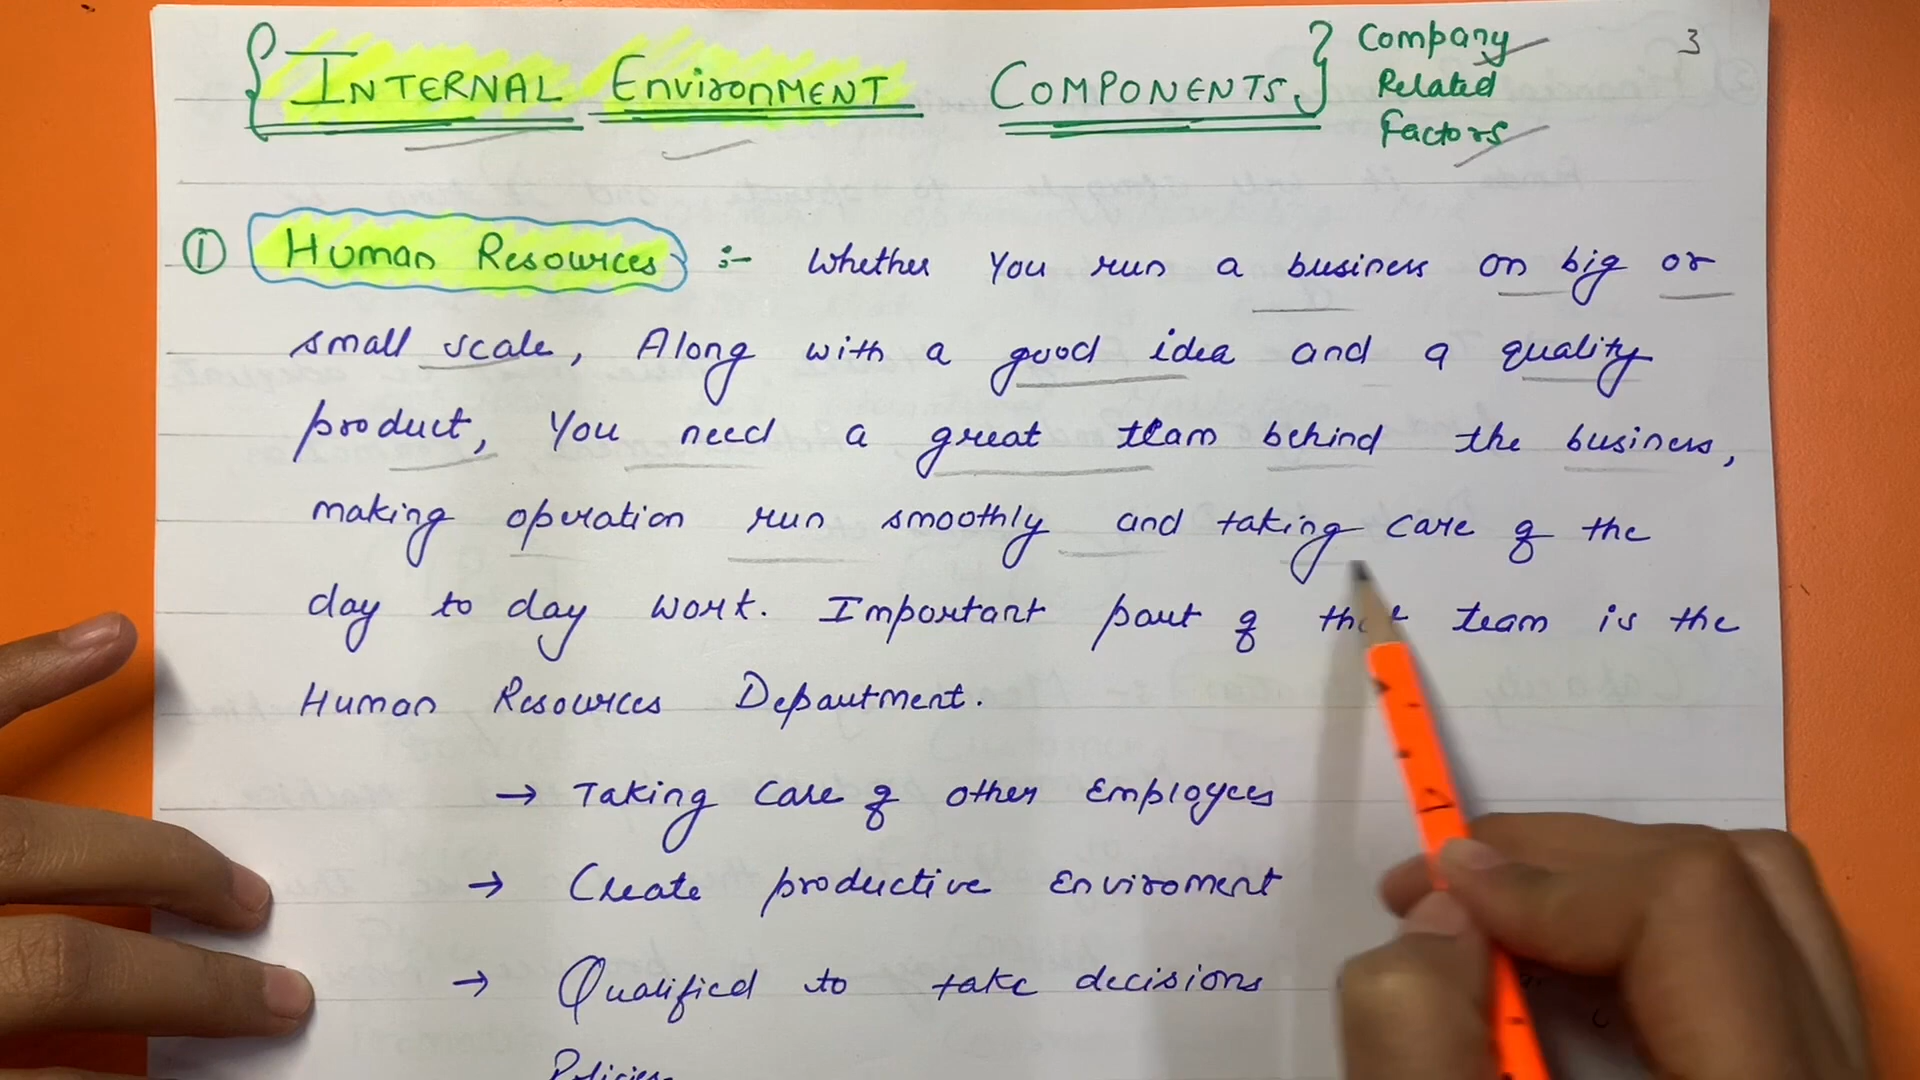 INTERNAL EnvironMENT COMPONENTS. } Company Related Factors
3
① Human Resources :- Whether You run a business on big or
small scale, Along with a good idea and a quality
product, You need a great team behind the business,
making operation run smoothly and taking care of the
day to day work. Important part of that team is the
Human Resources Department.
→ Taking Care of other Employees
→ Create productive Enviroment
→ Qualified to take decisions
Policies